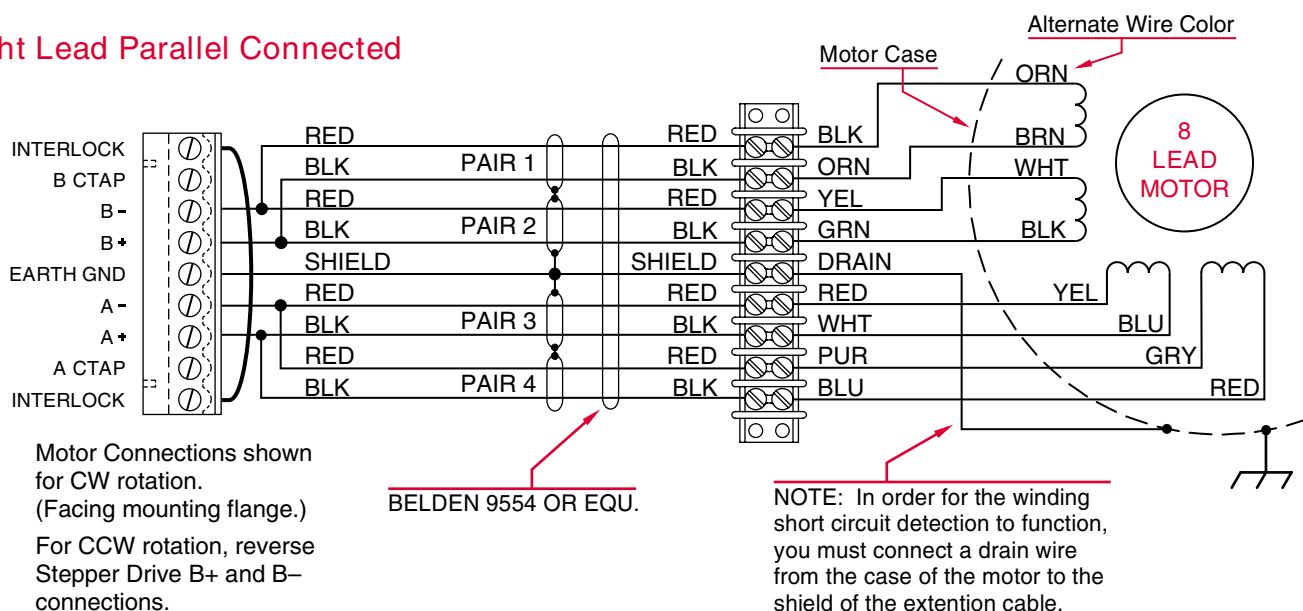 ht Lead Parallel Connected
Alternate Wire Color
Motor Case
ORN
INTERLOCK RED RED BLK BRN
B CTAP BLK PAIR 1 BLK ORN WHT
B - RED RED YEL
B + BLK PAIR 2 BLK GRN BLK
EARTH GND SHIELD SHIELD DRAIN
A - RED RED RED YEL
A + BLK PAIR 3 BLK WHT BLU
A CTAP RED RED PUR GRY
INTERLOCK BLK PAIR 4 BLK BLU RED
8
LEAD
MOTOR
Motor Connections shown
for CW rotation.
(Facing mounting flange.)
For CCW rotation, reverse
Stepper Drive B+ and B–
connections.
BELDEN 9554 OR EQU.
NOTE: In order for the winding
short circuit detection to function,
you must connect a drain wire
from the case of the motor to the
shield of the extention cable.